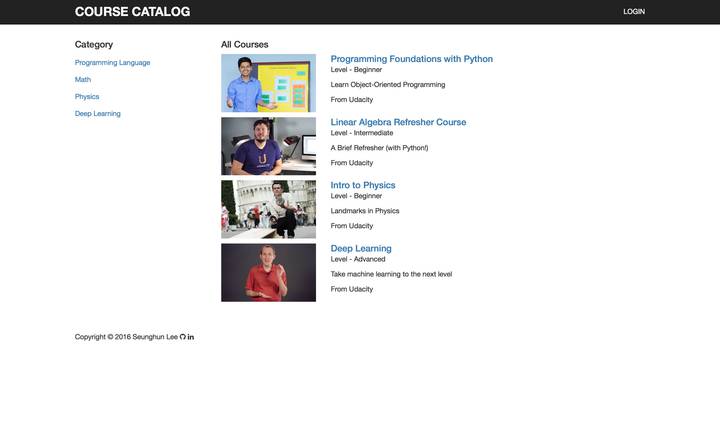 COURSE CATALOG
LOGIN
Category
Programming Language
Math
Physics
Deep Learning
All Courses
Programming Foundations with Python
Level - Beginner
Learn Object-Oriented Programming
From Udacity
Linear Algebra Refresher Course
Level - Intermediate
A Brief Refresher (with Python!)
From Udacity
Intro to Physics
Level - Beginner
Landmarks in Physics
From Udacity
Deep Learning
Level - Advanced
Take machine learning to the next level
From Udacity
Copyright © 2016 Seunghun Lee